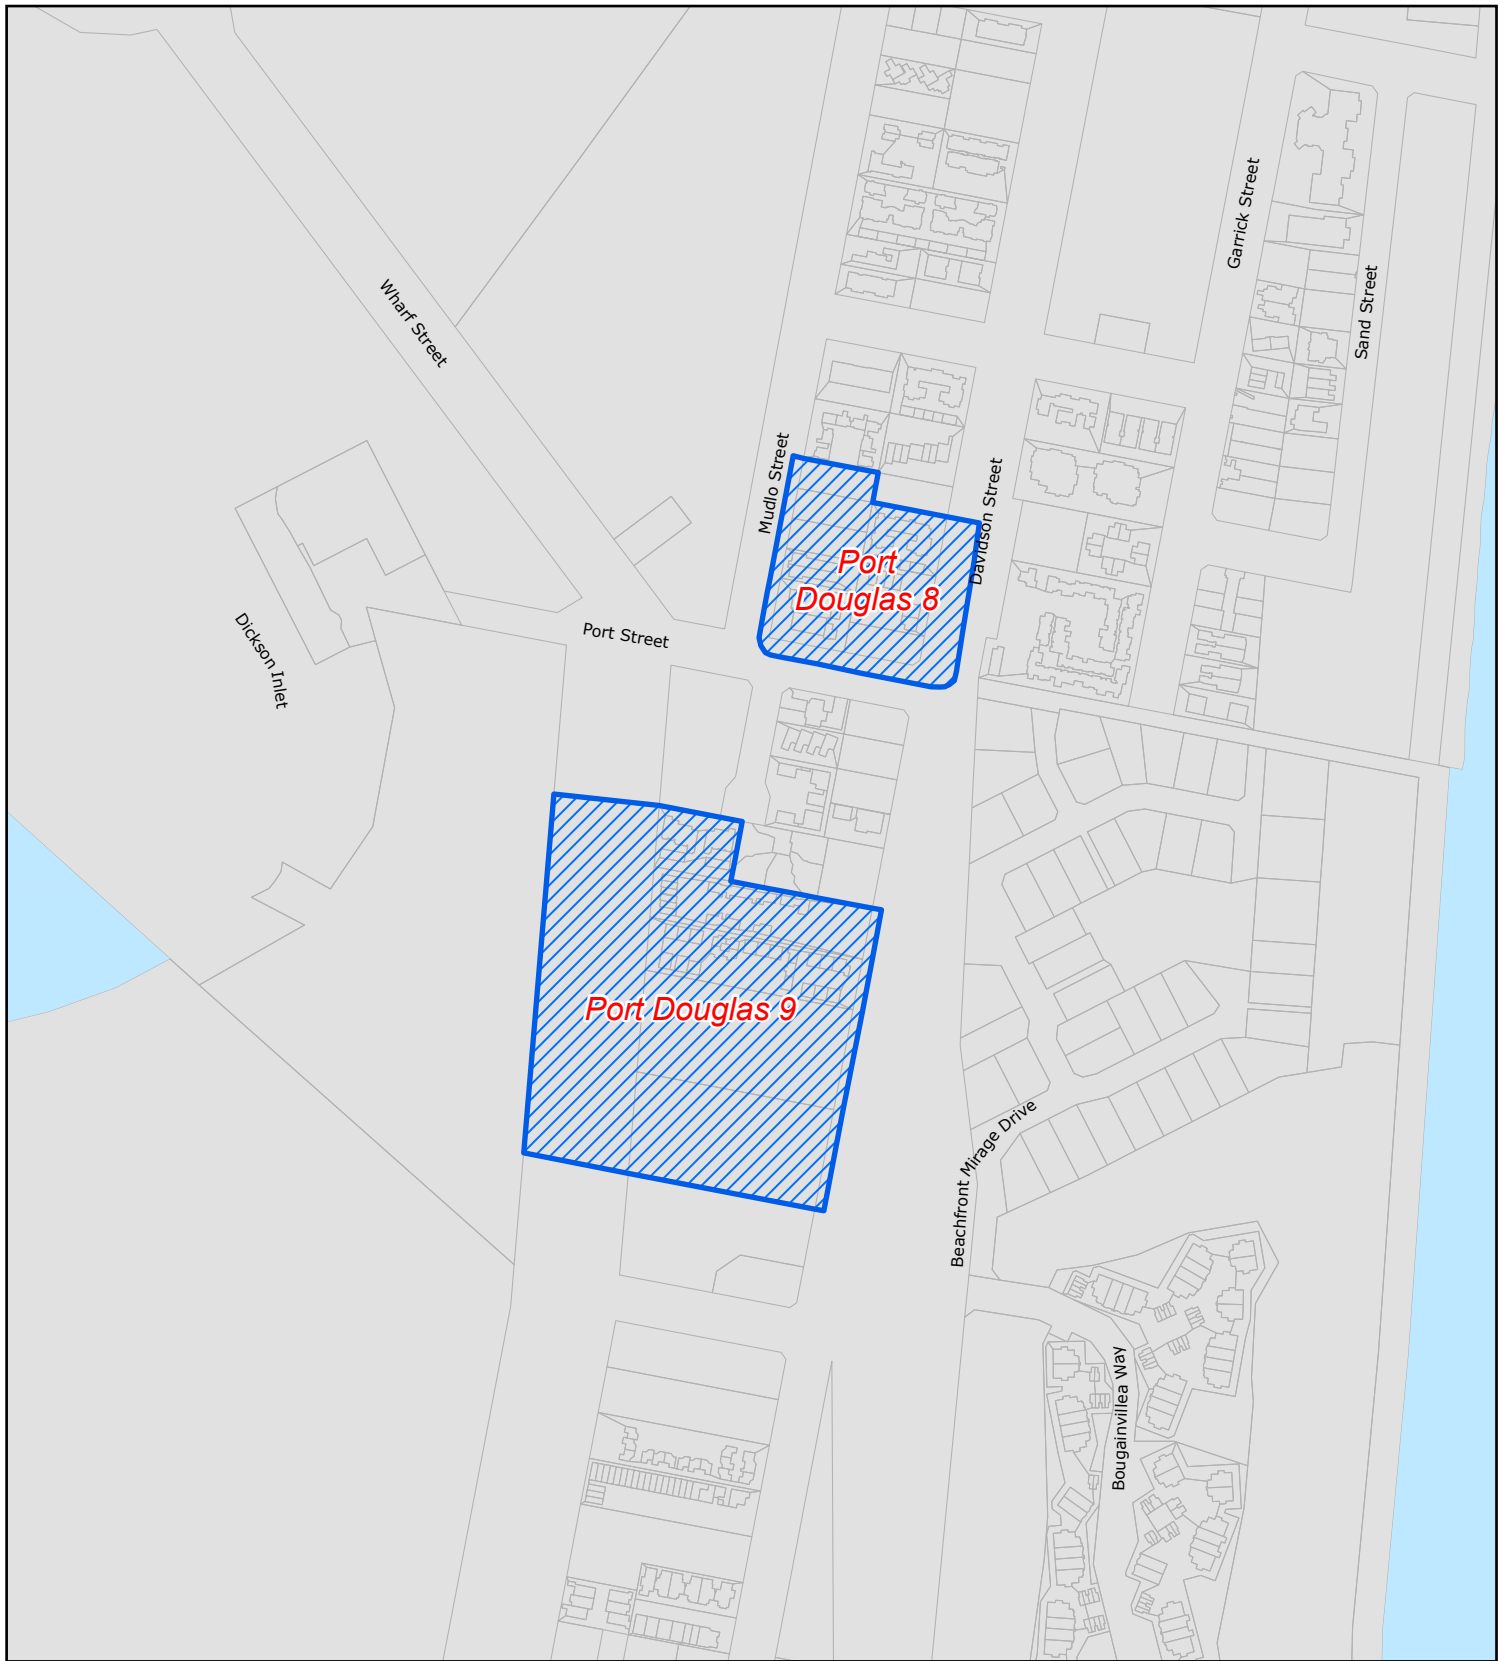 Garrick Street
Sand Street
Wharf Street
Mudlo Street
Davidson Street
Port
Douglas 8
Port Street
Dickson Inlet
Port Douglas 9
Beachfront Mirage Drive
Bougainvillea Way